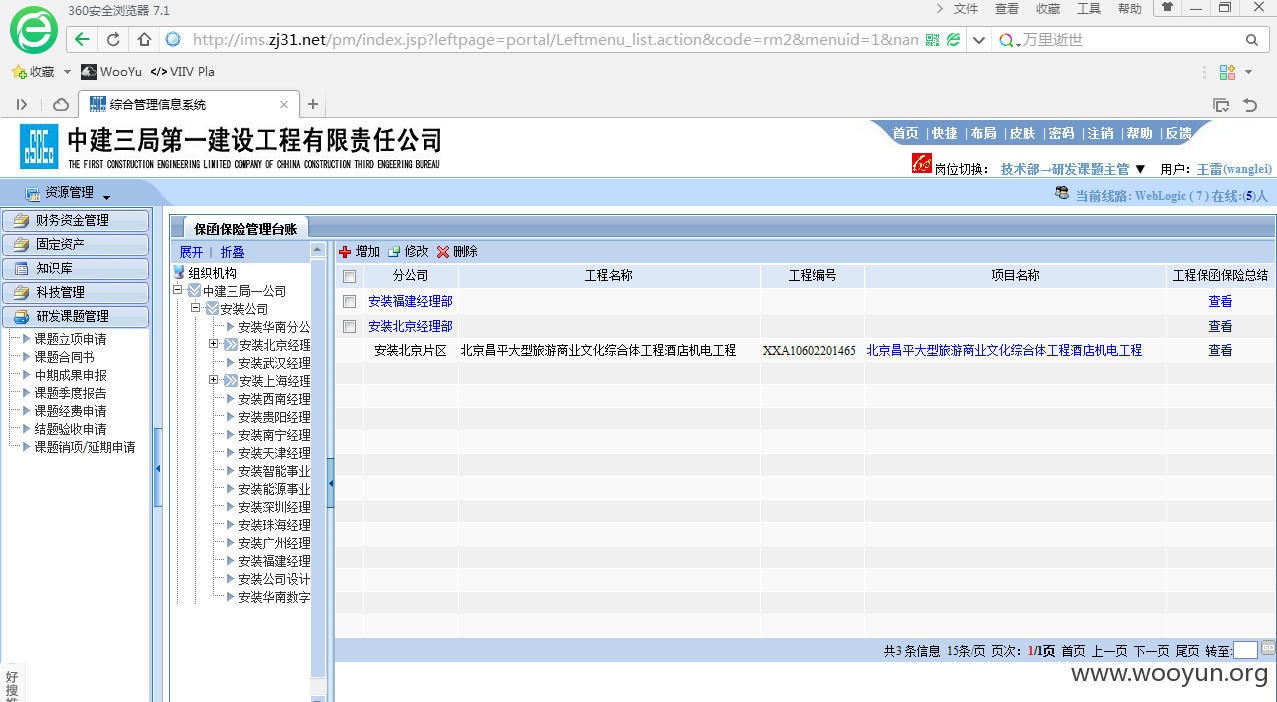 360安全浏览器 7.1
文件 查看 收藏 工具 帮助
http://ims.zj31.net/pm/index.jsp?leftpage=portal/Leftmenu_list.action&code=rm2&menuid=1&nam
万里逝世
收藏 WooYu </> VIIV Pla
综合管理信息系统
中建三局第一建设工程有限责任公司
THE FIRST CONSTRUCTION ENGINEERING LIMITED COMPANY OF CHHINA CONSTRUCTION THIRD ENGEERING BUREAU
CSCEC
首页 | 快捷 | 布局 | 皮肤 | 密码 | 注销 | 帮助 | 反馈
岗位切换： 技术部→研发课题主管 ▼ 用户：王雷(wanglei)
资源管理
当前线路: WebLogic ( 7 ) 在线:(5)人
财务资金管理
固定资产
知识库
科技管理
研发课题管理
课题立项申请
课题合同书
中期成果申报
课题季度报告
课题经费申请
结题验收申请
课题销项/延期申请
好搜
保函保险管理台账
展开 | 折叠
组织机构
中建三局一公司
安装公司
安装华南分公
安装北京经理
安装武汉经理
安装上海经理
安装西南经理
安装贵阳经理
安装南宁经理
安装天津经理
安装智能事业
安装能源事业
安装深圳经理
安装珠海经理
安装广州经理
安装福建经理
安装公司设计
安装华南数字
增加 修改 删除
分公司 工程名称 工程编号 项目名称 工程保函保险总结
安装福建经理部 查看
安装北京经理部 查看
安装北京片区 北京昌平大型旅游商业文化综合体工程酒店机电工程 XXA10602201465 北京昌平大型旅游商业文化综合体工程酒店机电工程 查看
共3 条信息 15条/页 页次：1/1页 首页 上一页 下一页 尾页 转至: GO
www.wooyun.org